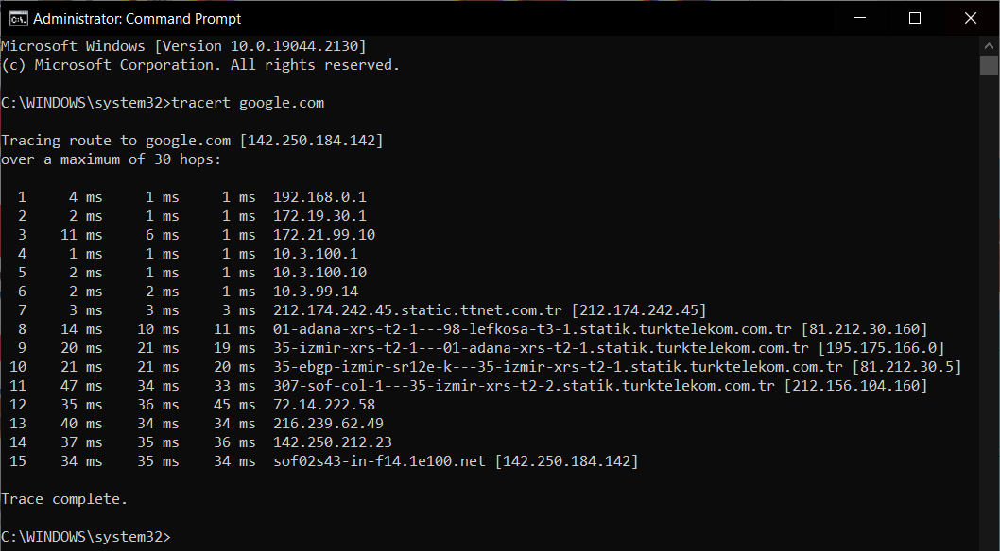 Administrator: Command Prompt
Microsoft Windows [Version 10.0.19044.2130]
(c) Microsoft Corporation. All rights reserved.
C:\WINDOWS\system32>tracert google.com
Tracing route to google.com [142.250.184.142]
over a maximum of 30 hops:
1 4 ms 1 ms 1 ms 192.168.0.1
2 2 ms 1 ms 1 ms 172.19.30.1
3 11 ms 6 ms 1 ms 172.21.99.10
4 1 ms 1 ms 1 ms 10.3.100.1
5 2 ms 1 ms 1 ms 10.3.100.10
6 2 ms 2 ms 1 ms 10.3.99.14
7 3 ms 3 ms 3 ms 212.174.242.45.static.ttnet.com.tr [212.174.242.45]
8 14 ms 10 ms 11 ms 01-adana-xrs-t2-1---98-lefkosa-t3-1.statik.turktelekom.com.tr [81.212.30.160]
9 20 ms 21 ms 19 ms 35-izmir-xrs-t2-1---01-adana-xrs-t2-1.statik.turktelekom.com.tr [195.175.166.0]
10 21 ms 21 ms 20 ms 35-ebgp-izmir-sr12e-k---35-izmir-xrs-t2-1.statik.turktelekom.com.tr [81.212.30.5]
11 47 ms 34 ms 33 ms 307-sof-col-1---35-izmir-xrs-t2-2.statik.turktelekom.com.tr [212.156.104.160]
12 35 ms 36 ms 45 ms 72.14.222.58
13 40 ms 34 ms 34 ms 216.239.62.49
14 37 ms 35 ms 36 ms 142.250.212.23
15 34 ms 35 ms 34 ms sof02s43-in-f14.1e100.net [142.250.184.142]
Trace complete.
C:\WINDOWS\system32>